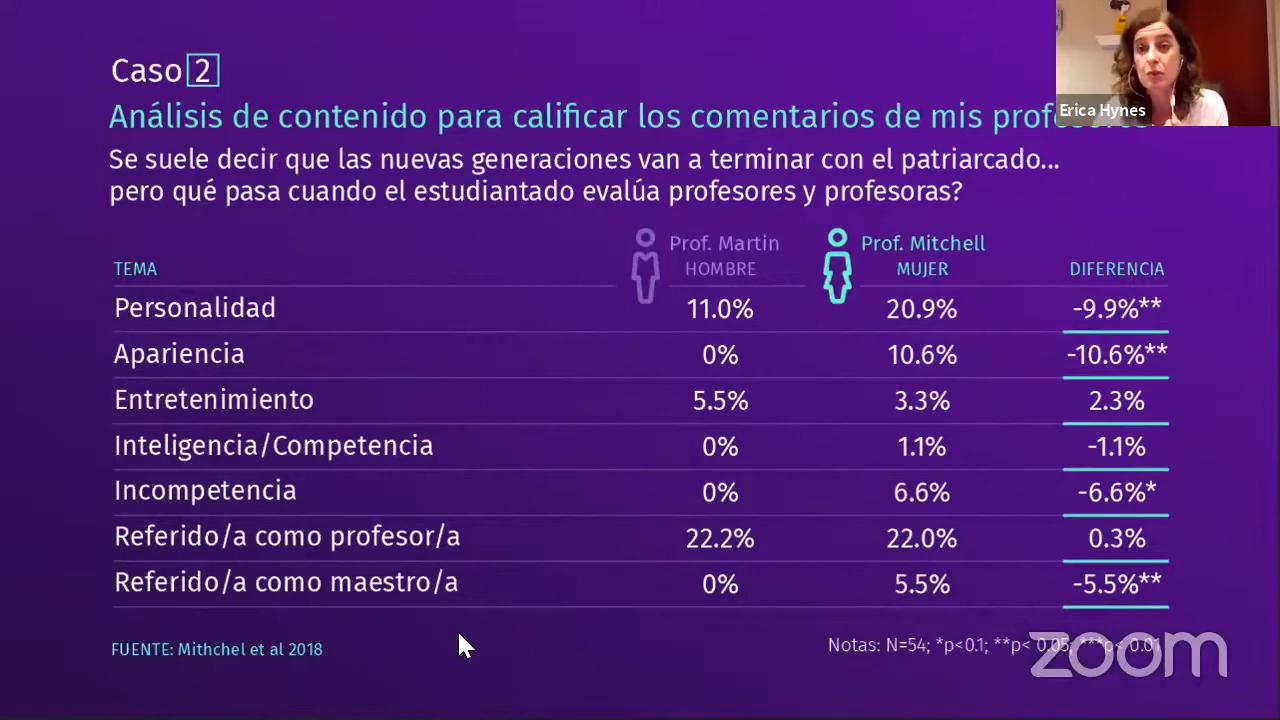 Caso 2
Análisis de contenido para calificar los comentarios de mis
Erica Hynes
Se suele decir que las nuevas generaciones van a terminar con el patriarcado...
pero qué pasa cuando el estudiantado evalúa profesores y profesoras?
Prof. Martin Prof. Mitchell
TEMA HOMBRE MUJER DIFERENCIA
Personalidad 11.0% 20.9% -9.9%**
Apariencia 0% 10.6% -10.6%**
Entretenimiento 5.5% 3.3% 2.3%
Inteligencia/Competencia 0% 1.1% -1.1%
Incompetencia 0% 6.6% -6.6%*
Referido/a como profesor/a 22.2% 22.0% 0.3%
Referido/a como maestro/a 0% 5.5% -5.5%**
FUENTE: Mithchel et al 2018
Notas: N=54; *p<0.1; **p< 0.05; ***p< 0.01
zoom